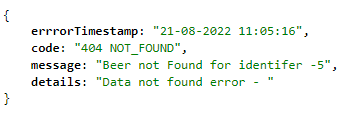 {
errrorTimestamp: "21-08-2022 11:05:16",
code: "404 NOT_FOUND",
message: "Beer not Found for identifer -5",
details: "Data not found error - "
}